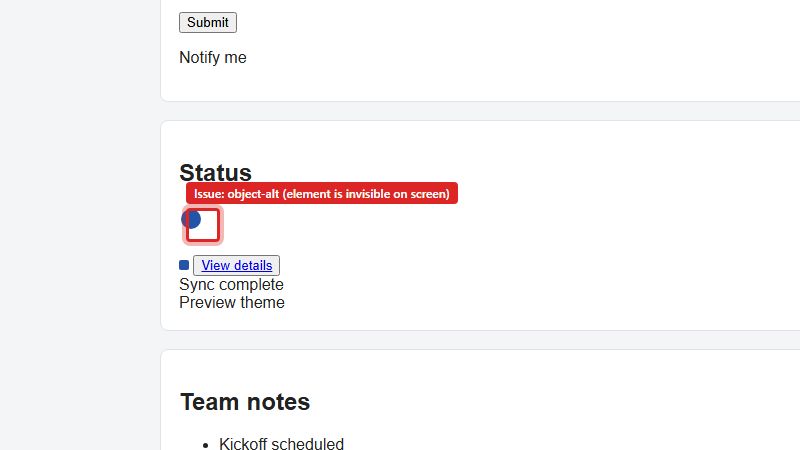 Submit
Notify me
Status
Issue: object-alt (element is invisible on screen)
View details
Sync complete
Preview theme
Team notes
Kickoff scheduled